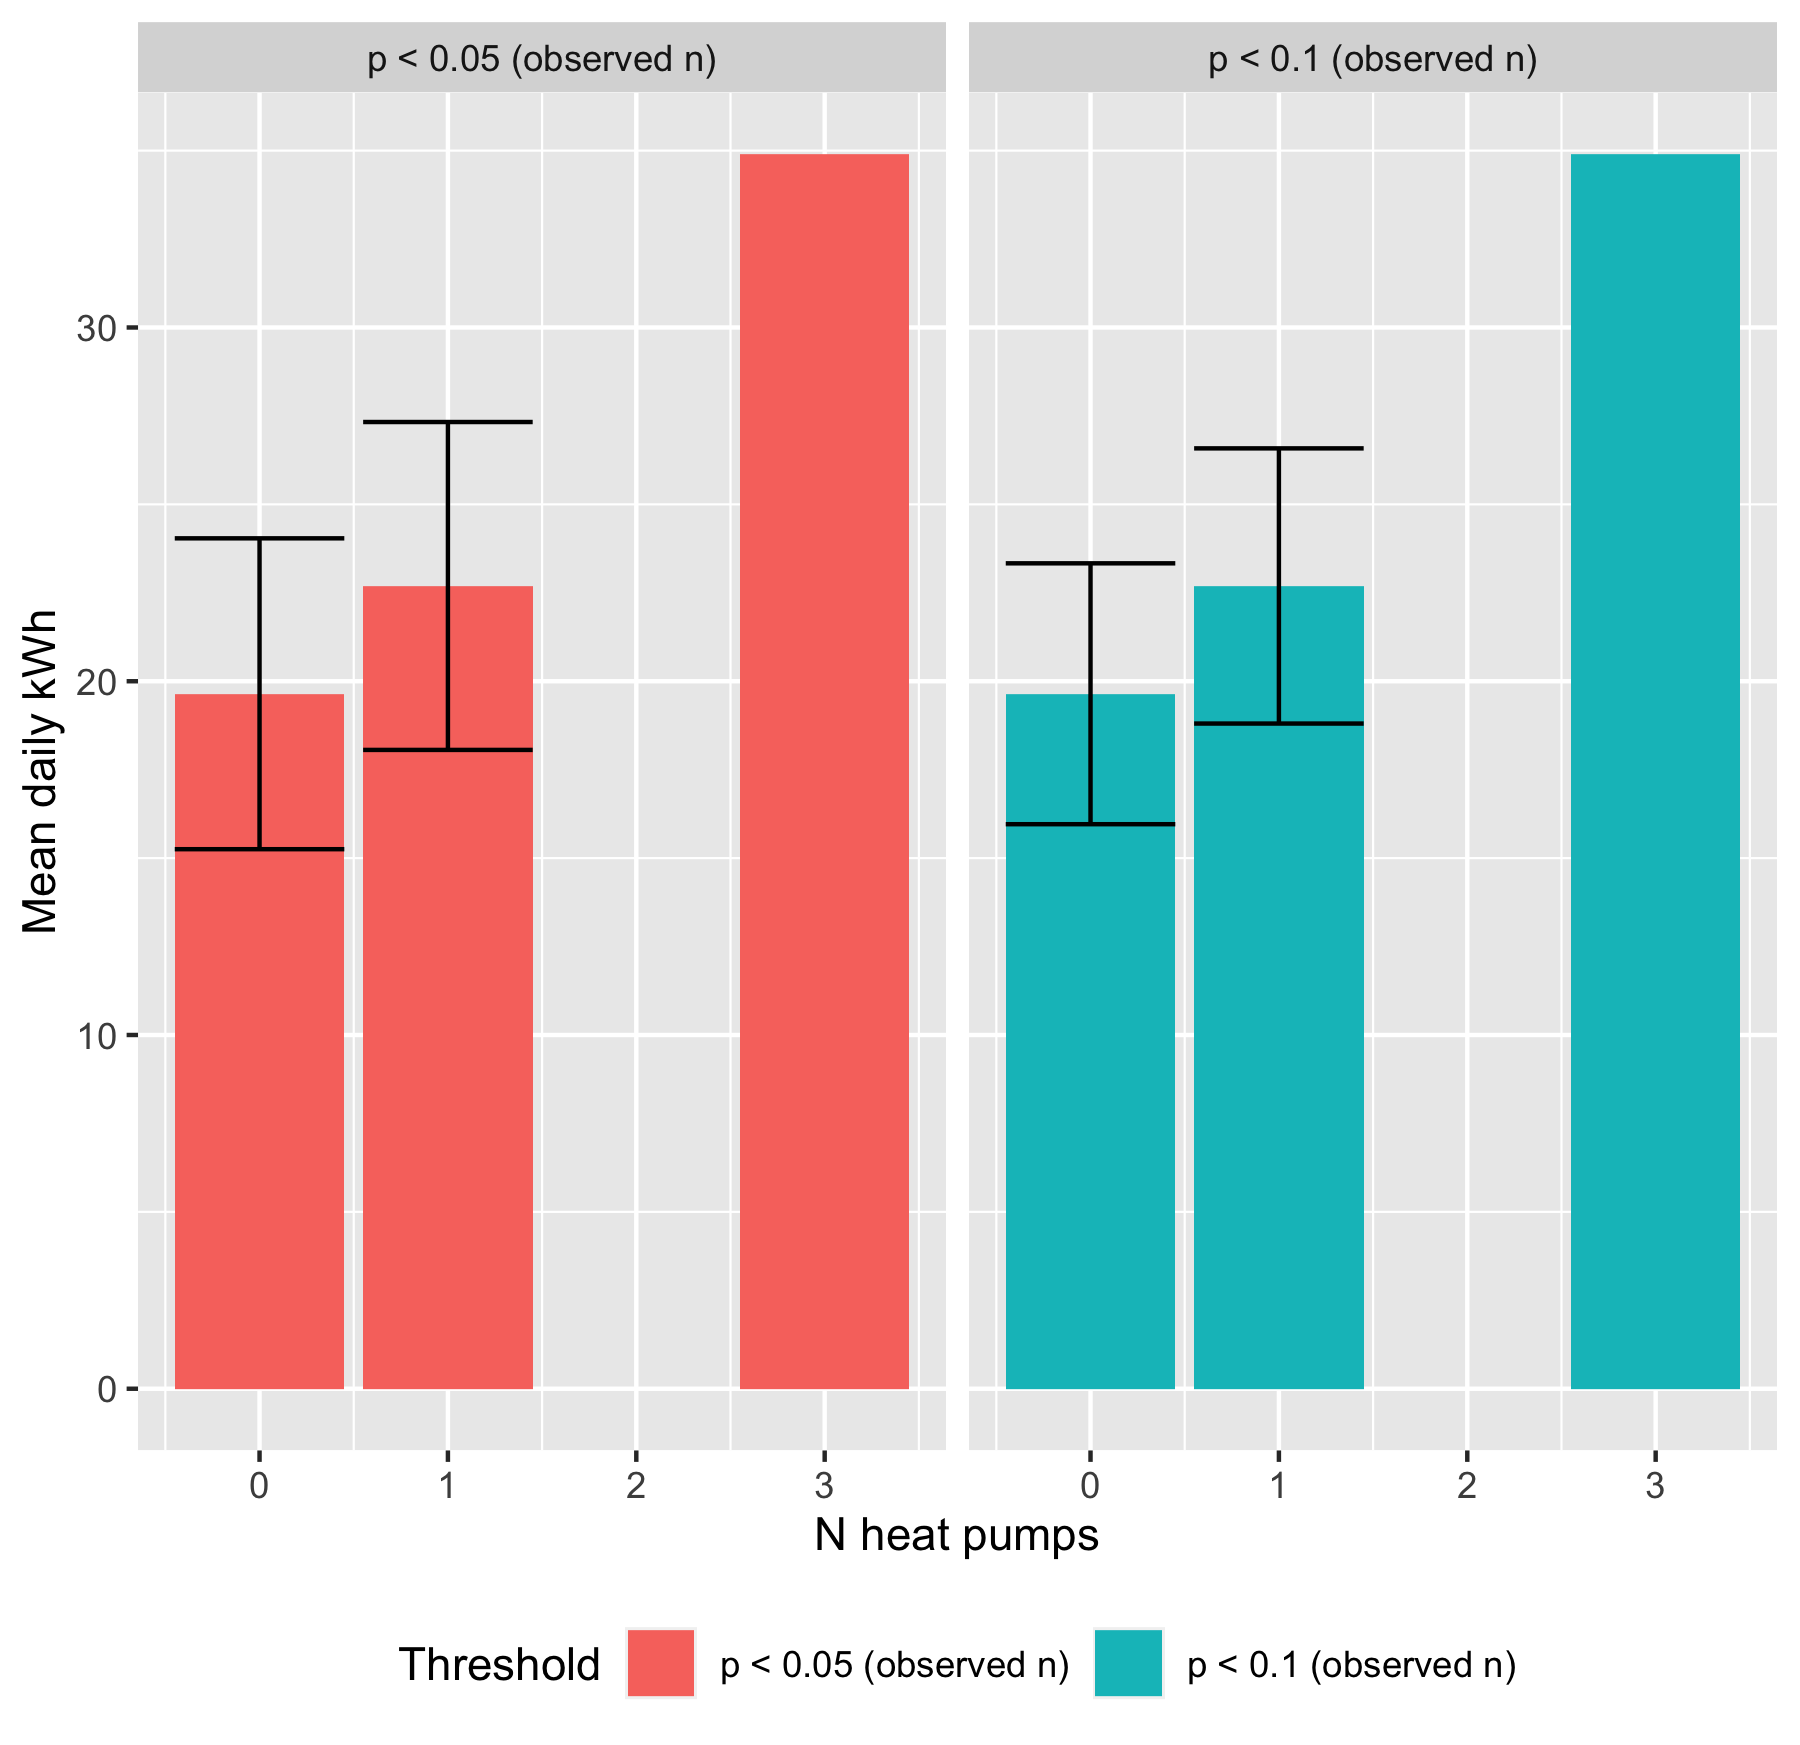 p < 0.05 (observed n)
p < 0.1 (observed n)
Mean daily kWh
30
20
10
0
0 1 2 3
0 1 2 3
N heat pumps
Threshold p < 0.05 (observed n) p < 0.1 (observed n)